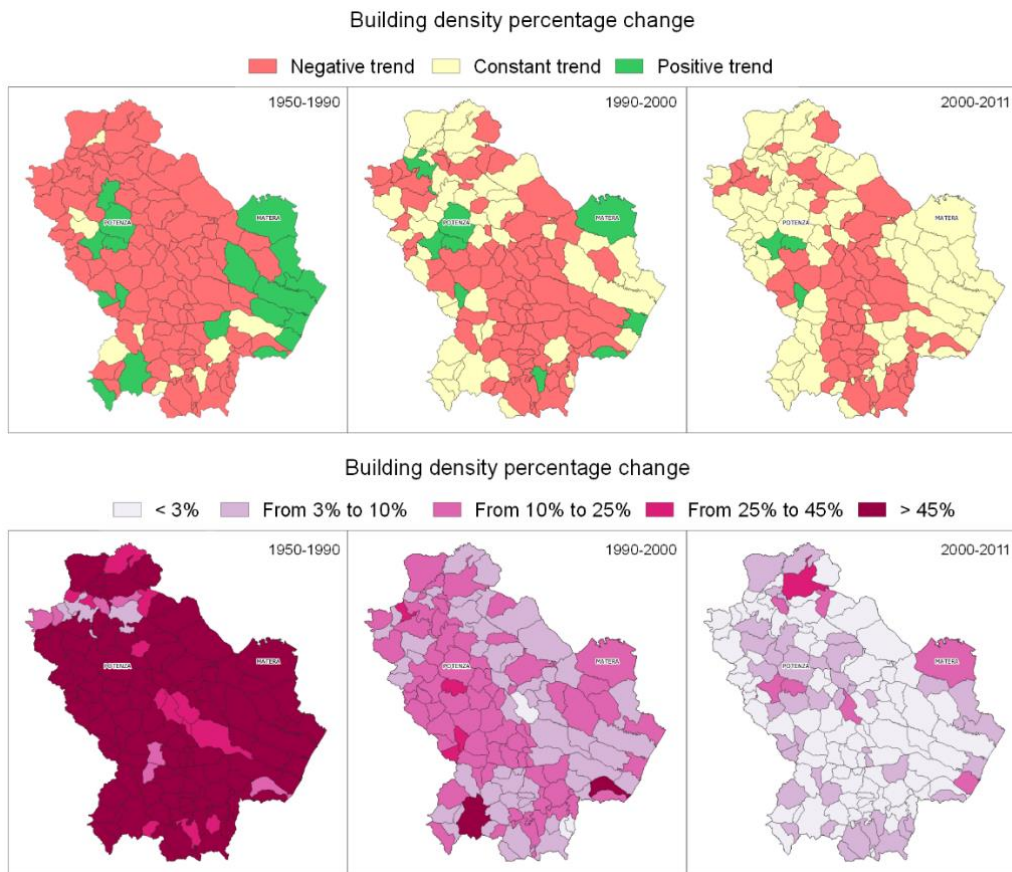 Building density percentage change
Negative trend Constant trend Positive trend
1950-1990 1990-2000 2000-2011
MATERA MATERA MATERA
POTENZA POTENZA POTENZA
Building density percentage change
< 3% From 3% to 10% From 10% to 25% From 25% to 45% > 45%
1950-1990 1990-2000 2000-2011
POTENZA MATERA POTENZA MATERA POTENZA MATERA